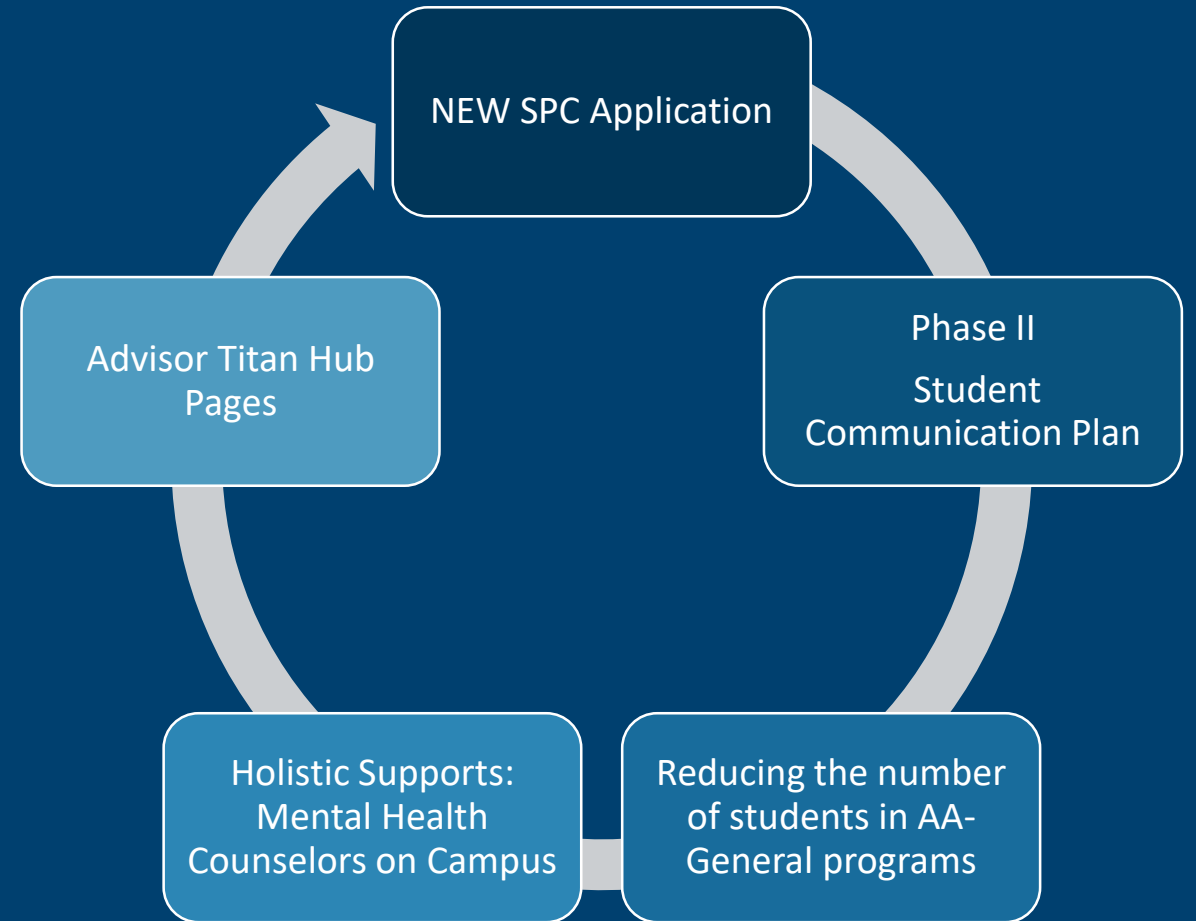 NEW SPC Application
Phase II
Student
Communication Plan
Reducing the number
of students in AA-
General programs
Holistic Supports:
Mental Health
Counselors on Campus
Advisor Titan Hub
Pages